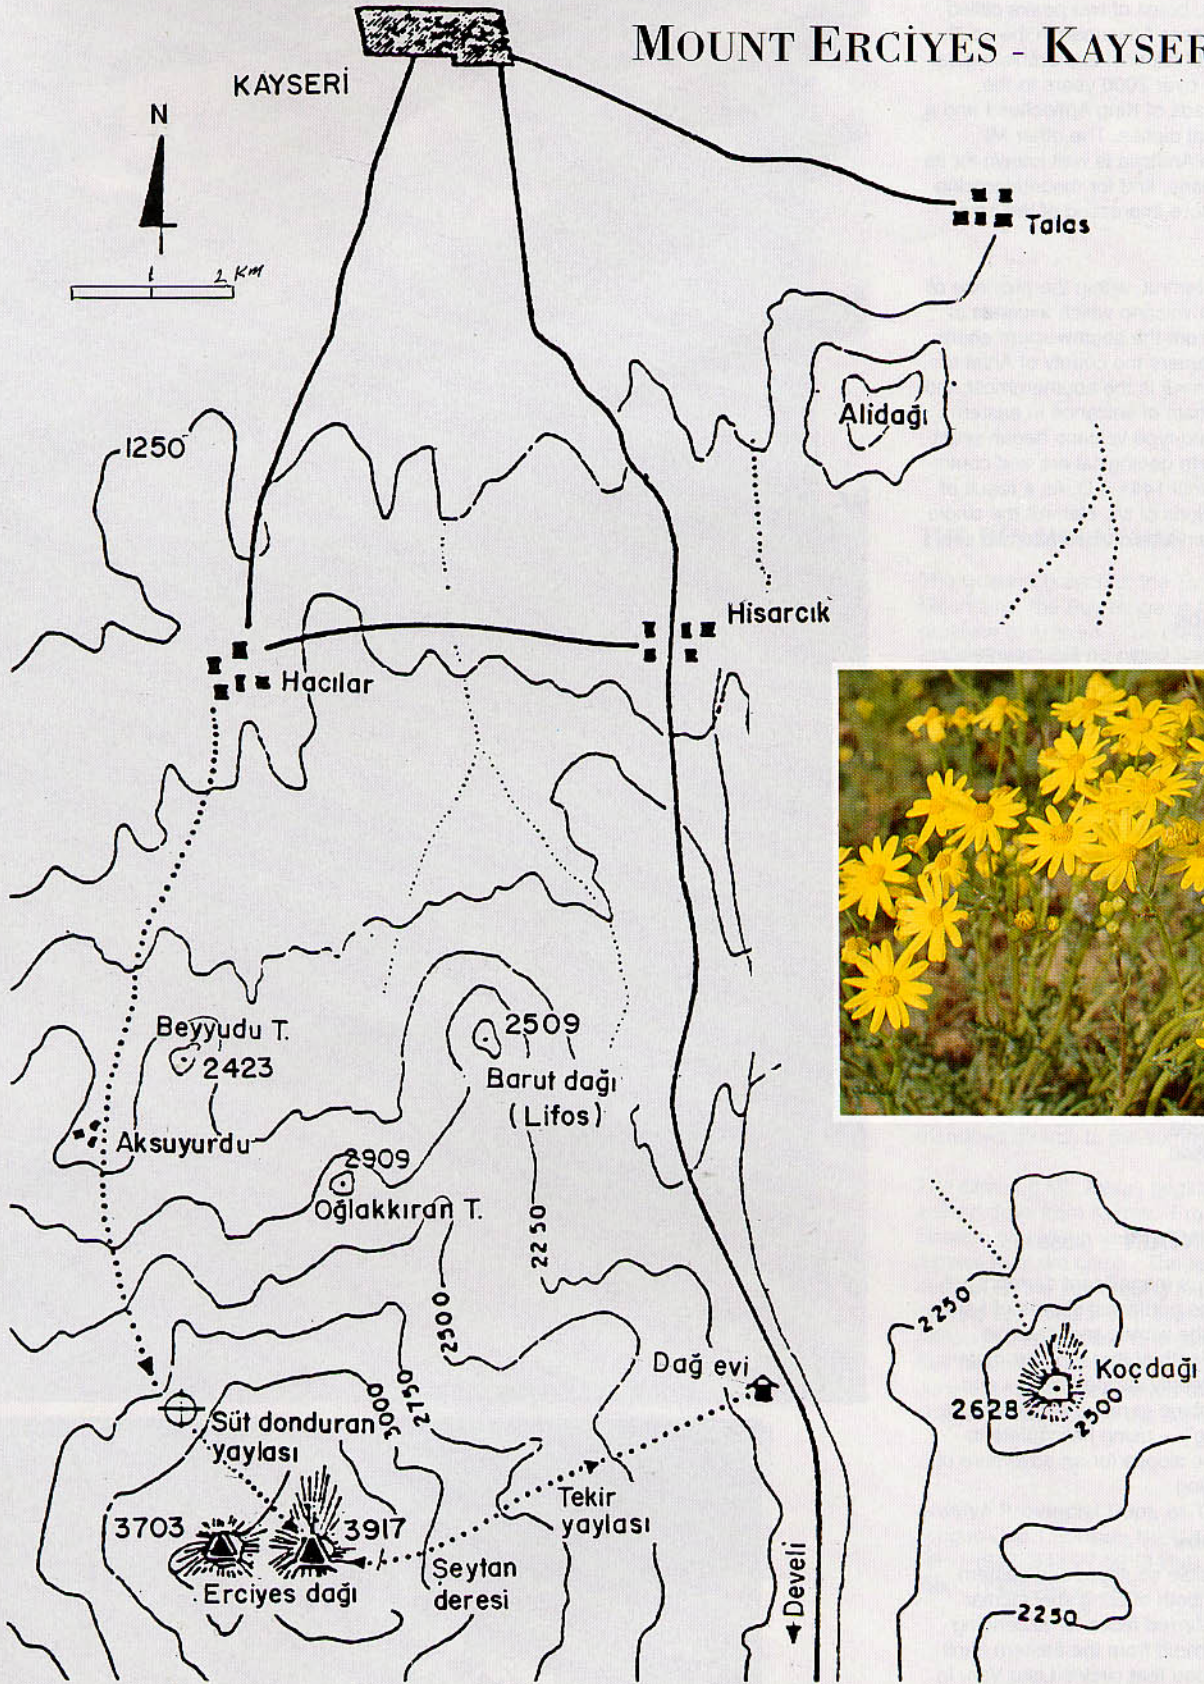 MOUNT ERCİYES - KAYSER
KAYSERİ
N
1 2 Km
Talas
Alidağı
1250
Hisarcık
Hacılar
Beyyudu T.
2423
2509
Barut dağı
(Lifos)
Aksuyurdu
2909
Oğlakkıran T.
2250
2500
2750
3000
2250
Koçdağı
2628
2500
Dağ evi
Süt donduran
yaylası
Tekir
yaylası
3703
3917
Erciyes dağı
Şeytan
deresi
Develi
2250